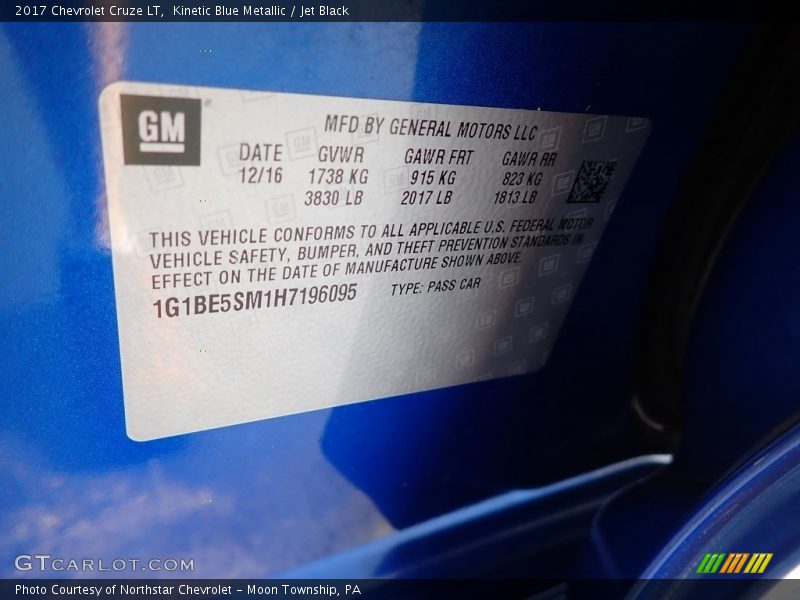 2017 Chevrolet Cruze LT,  Kinetic Blue Metallic / Jet Black
GM
MFD BY GENERAL MOTORS LLC
DATE GVWR GAWR FRT GAWR RR
12/16 1738 KG 915 KG 823 KG
3830 LB 2017 LB 1813 LB
THIS VEHICLE CONFORMS TO ALL APPLICABLE U.S. FEDERAL MOTOR
VEHICLE SAFETY, BUMPER, AND THEFT PREVENTION STANDARDS IN
EFFECT ON THE DATE OF MANUFACTURE SHOWN ABOVE.
1G1BE5SM1H7196095 TYPE: PASS CAR
GTCARLOT.COM
Photo Courtesy of Northstar Chevrolet - Moon Township, PA